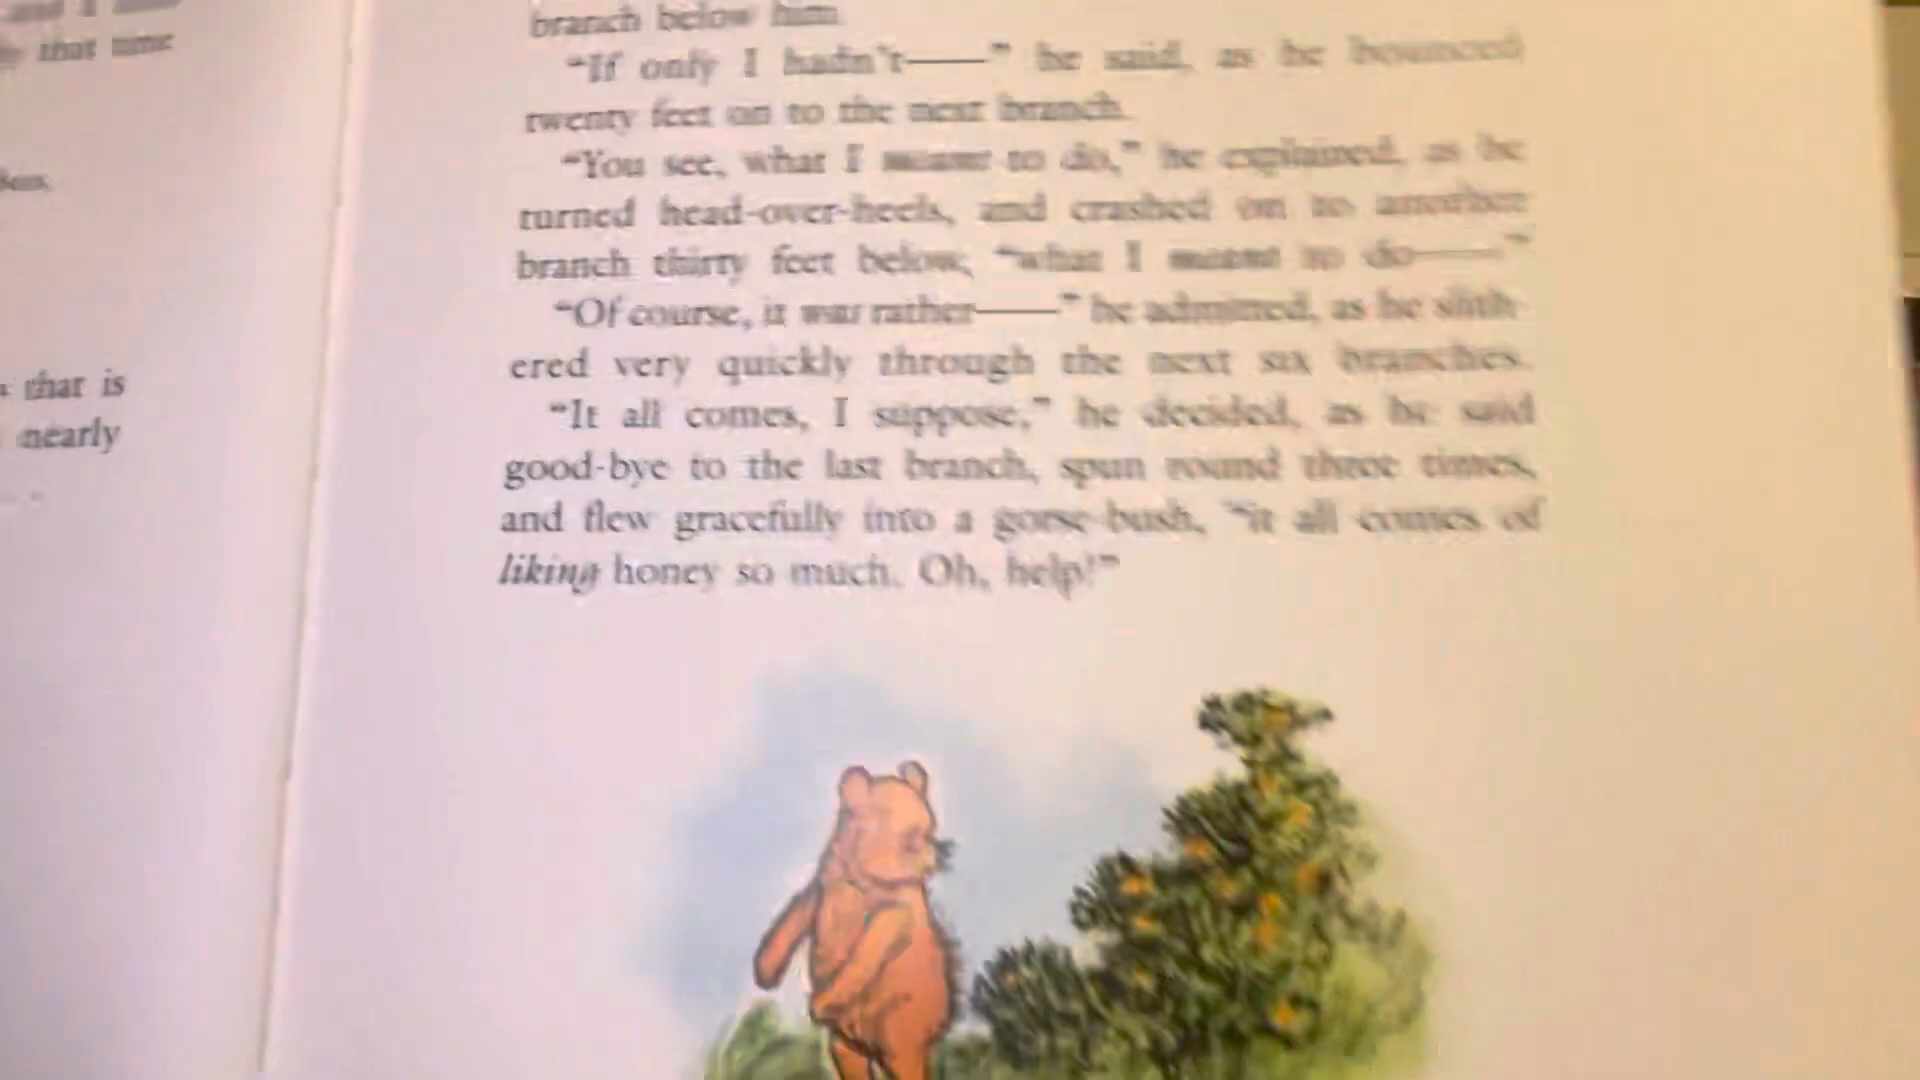 that time
that is
nearly
branch below him.
“If only I hadn't——” he said, as he bounced
twenty feet on to the next branch.
“You see, what I meant to do,” he explained, as he
turned head-over-heels, and crashed on to another
branch thirty feet below, “what I meant to do——”
“Of course, it was rather——” he admitted, as he slith-
ered very quickly through the next six branches.
“It all comes, I suppose,” he decided, as he said
good-bye to the last branch, spun round three times,
and flew gracefully into a gorse-bush, “it all comes of
liking honey so much. Oh, help!”